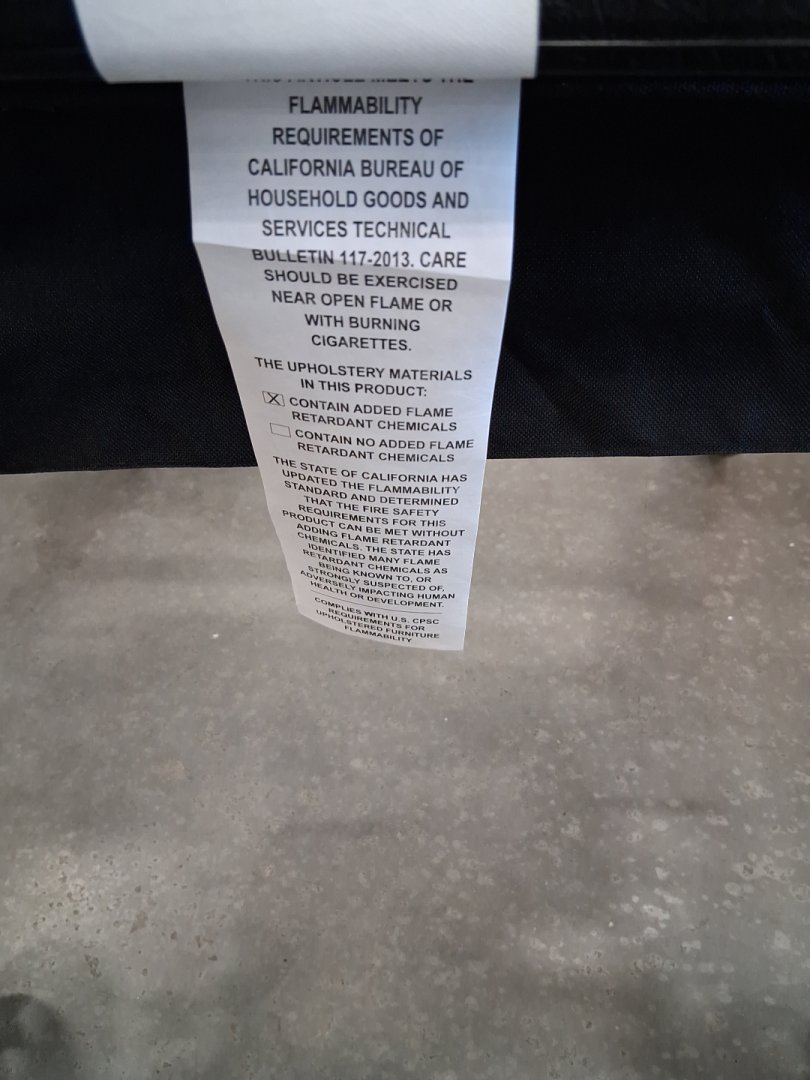 THIS ARTICLE MEETS THE
FLAMMABILITY
REQUIREMENTS OF
CALIFORNIA BUREAU OF
HOUSEHOLD GOODS AND
SERVICES TECHNICAL
BULLETIN 117-2013. CARE
SHOULD BE EXERCISED
NEAR OPEN FLAME OR
WITH BURNING
CIGARETTES.
THE UPHOLSTERY MATERIALS
IN THIS PRODUCT:
X CONTAIN ADDED FLAME
RETARDANT CHEMICALS
CONTAIN NO ADDED FLAME
RETARDANT CHEMICALS
THE STATE OF CALIFORNIA HAS
UPDATED THE FLAMMABILITY
STANDARD AND DETERMINED
THAT THE FIRE SAFETY
REQUIREMENTS FOR THIS
PRODUCT CAN BE MET WITHOUT
ADDING FLAME RETARDANT
CHEMICALS. THE STATE HAS
IDENTIFIED MANY FLAME
RETARDANT CHEMICALS AS
BEING KNOWN TO, OR
STRONGLY SUSPECTED OF,
ADVERSELY IMPACTING HUMAN
HEALTH OR DEVELOPMENT.
COMPLIES WITH U.S. CPSC
REQUIREMENTS FOR
UPHOLSTERED FURNITURE
FLAMMABILITY